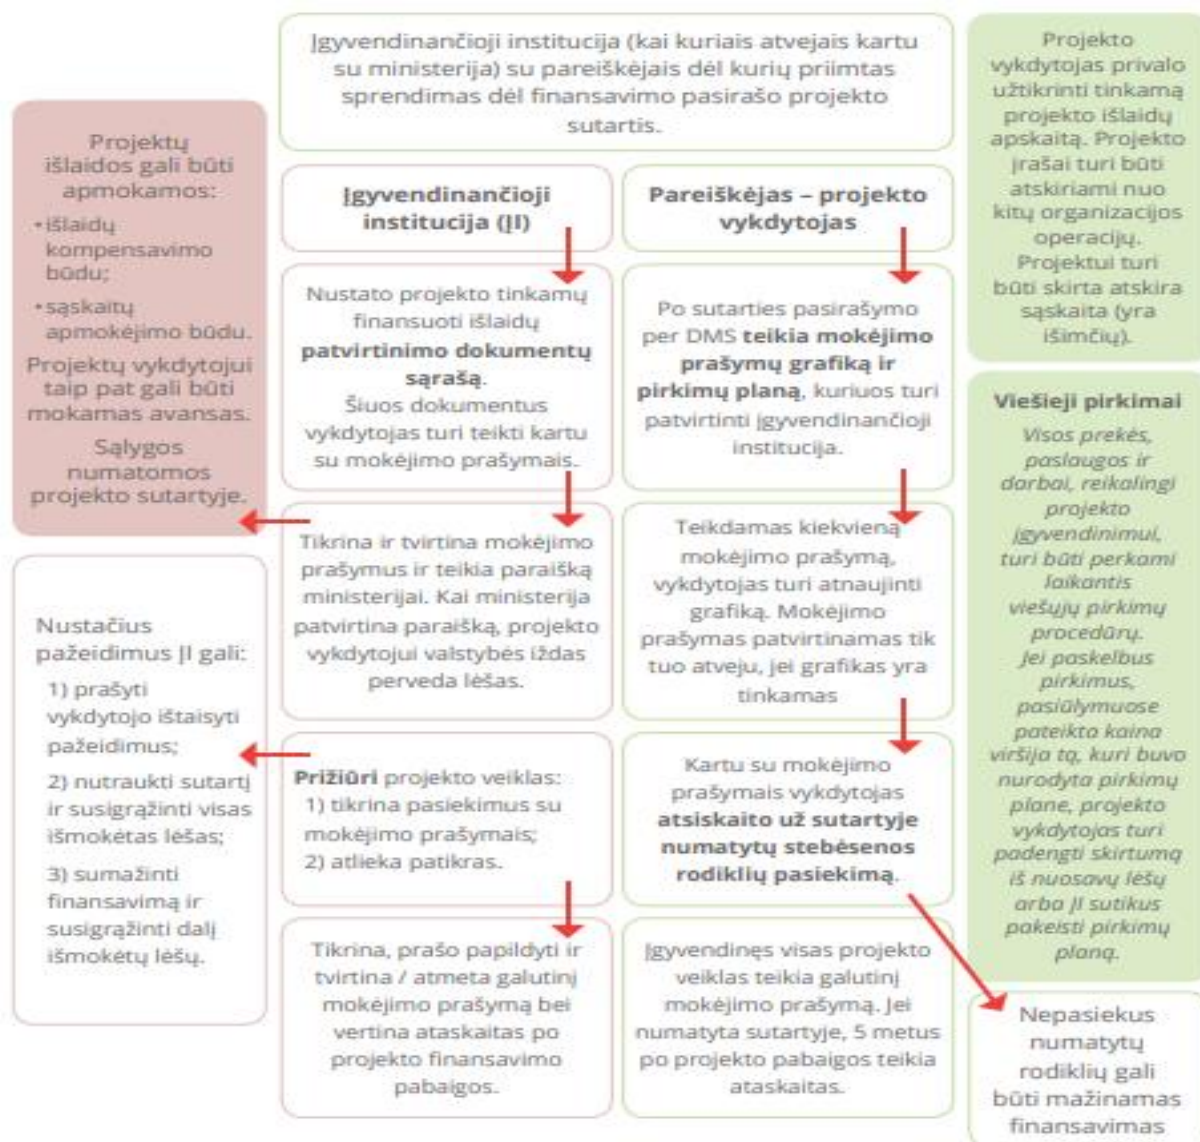 Įgyvendinančioji institucija (kai kuriais atvejais kartu
su ministerija) su pareiškėjais dėl kurių priimtas
sprendimas dėl finansavimo pasirašo projekto
sutartis.
Projektų
išlaidos gali būti
apmokamos:
•išlaidų
kompensavimo
būdu;
•sąskaitų
apmokėjimo būdu.
Projektų vykdytojui
taip pat gali būti
mokamas avansas.
Sąlygos
numatomos
projekto sutartyje.
Nustačius
pažeidimus ĮI gali:
1) prašyti
vykdytojo ištaisyti
pažeidimus;
2) nutraukti sutartį
ir susigrąžinti visas
išmokėtas lėšas;
3) sumažinti
finansavimą ir
susigrąžinti dalį
išmokėtų lėšų.
Įgyvendinančioji
institucija (ĮI)
Nustato projekto tinkamų
finansuoti išlaidų
patvirtinimo dokumentų
sąrašą.
Šiuos dokumentus
vykdytojas turi teikti kartu
su mokėjimo prašymais.
Tikrina ir tvirtina mokėjimo
prašymus ir teikia paraišką
ministerijai. Kai ministerija
patvirtina paraišką, projekto
vykdytojui valstybės iždas
perveda lėšas.
Prižiūri projekto veiklas:
1) tikrina pasiekimus su
mokėjimo prašymais;
2) atlieka patikras.
Tikrina, prašo papildyti ir
tvirtina / atmeta galutinį
mokėjimo prašymą bei
vertina ataskaitas po
projekto finansavimo
pabaigos.
Pareiškėjas – projekto
vykdytojas
Po sutarties pasirašymo
per DMS teikia mokėjimo
prašymų grafiką ir
pirkimų planą, kuriuos turi
patvirtinti įgyvendinančioji
institucija.
Teikdamas kiekvieną
mokėjimo prašymą,
vykdytojas turi atnaujinti
grafiką. Mokėjimo
prašymas patvirtinamas tik
tuo atveju, jei grafikas yra
tinkamas
Kartu su mokėjimo
prašymais vykdytojas
atsiskaito už sutartyje
numatytų stebėsenos
rodiklių pasiekimą.
Įgyvendinęs visas projekto
veiklas teikia galutinį
mokėjimo prašymą. Jei
numatyta sutartyje, 5 metus
po projekto pabaigos teikia
ataskaitas.
Projekto
vykdytojas privalo
užtikrinti tinkamą
projekto išlaidų
apskaitą. Projekto
įrašai turi būti
atskiriami nuo
kitų organizacijos
operacijų.
Projektui turi
būti skirta atskira
sąskaita (yra
išimčių).
Viešieji pirkimai
Visos prekės,
paslaugos ir
darbai, reikalingi
projekto
įgyvendinimui,
turi būti perkami
laikantis
viešųjų pirkimų
procedūrų.
Jei paskelbus
pirkimus,
pasiūlymuose
pateikta kaina
viršija tą, kuri buvo
nurodyta pirkimų
plane, projekto
vykdytojas turi
padengti skirtumą
iš nuosavų lėšų
arba ĮI sutikus
pakeisti pirkimų
planą.
Nepasiekus
numatytų
rodiklių gali
būti mažinamas
finansavimas